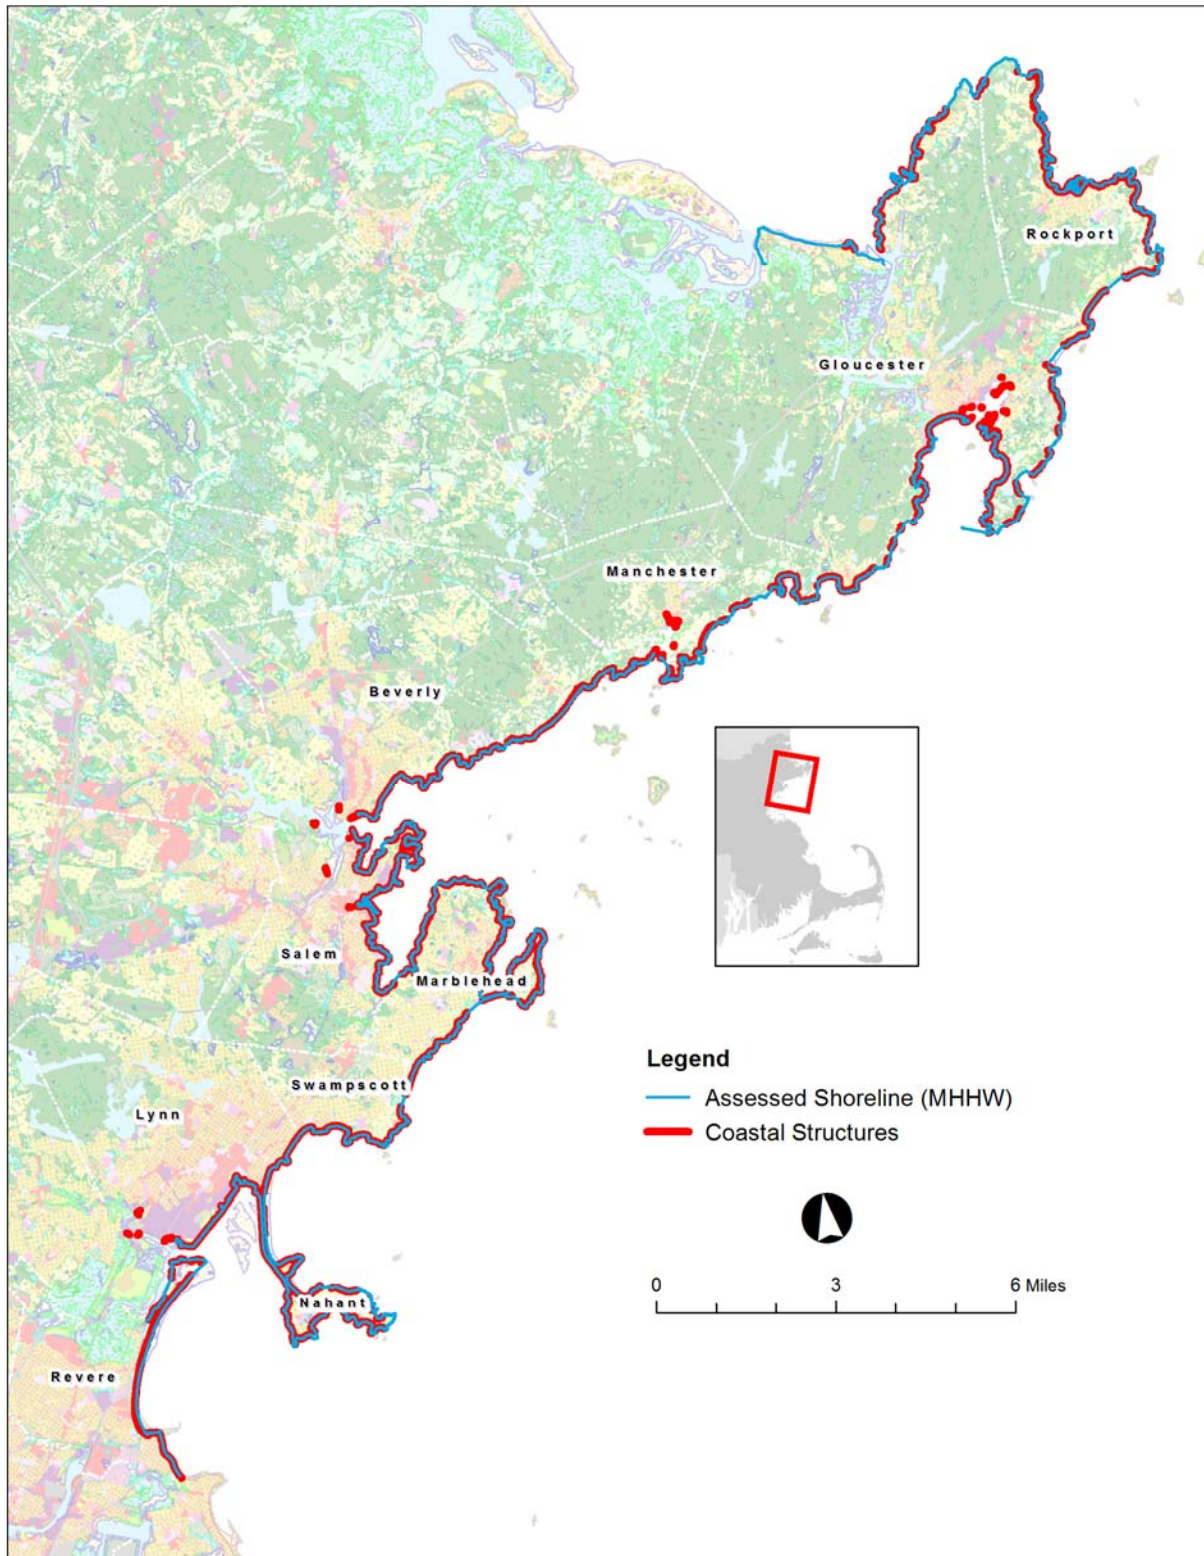 Rockport
Gloucester
Manchester
Beverly
Salem
Marblehead
Swampscott
Lynn
Nahant
Revere
Legend
Assessed Shoreline (MHHW)
Coastal Structures
0 3 6 Miles